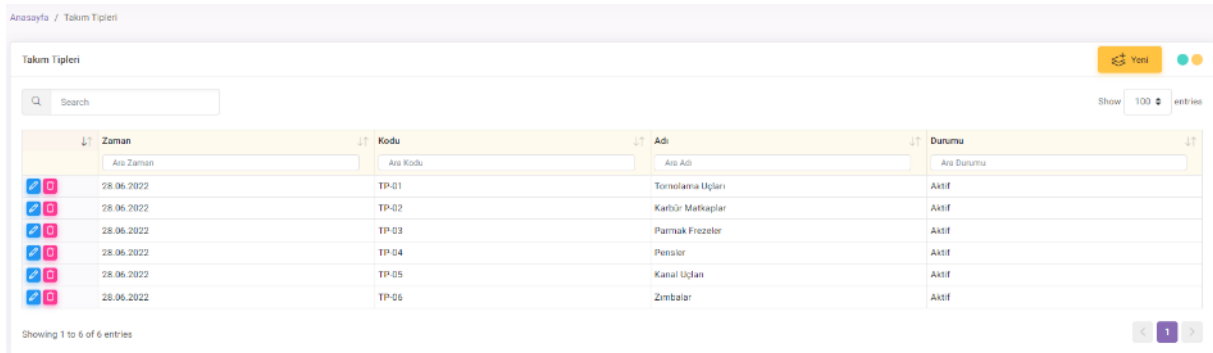 Anasayfa / Takım Tipleri
Takım Tipleri
Yeni
Search
Show 100 entries
Zaman Kodu Adı Durumu
Ara Zaman Ara Kodu Ara Adı Ara Durumu
28.06.2022 TP-01 Tornolama Uçları Aktif
28.06.2022 TP-02 Karbür Matkaplar Aktif
28.06.2022 TP-03 Parmak Frezeler Aktif
28.06.2022 TP-04 Pensler Aktif
28.06.2022 TP-05 Kanal Uçları Aktif
28.06.2022 TP-06 Zımbalar Aktif
Showing 1 to 6 of 6 entries
1